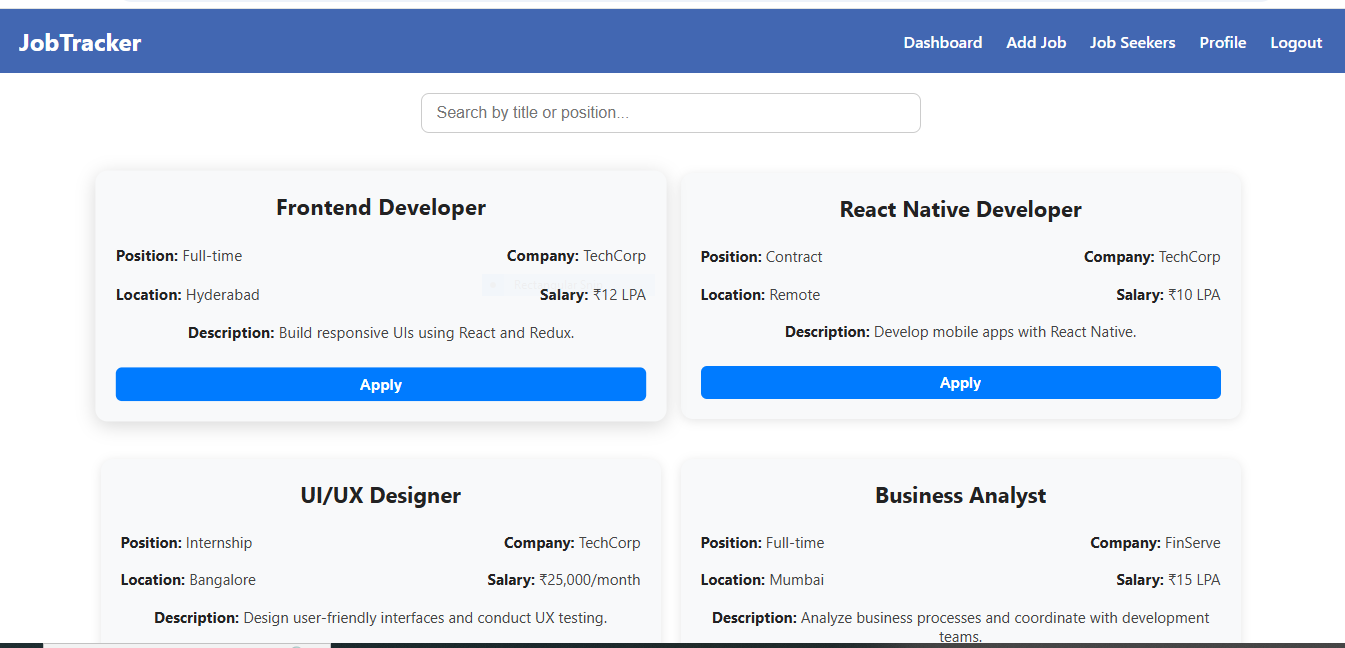 JobTracker Dashboard Add Job Job Seekers Profile Logout
Search by title or position...
Frontend Developer
Position: Full-time Company: TechCorp
Location: Hyderabad Salary: ₹12 LPA
Description: Build responsive UIs using React and Redux.
Apply
React Native Developer
Position: Contract Company: TechCorp
Location: Remote Salary: ₹10 LPA
Description: Develop mobile apps with React Native.
Apply
UI/UX Designer
Position: Internship Company: TechCorp
Location: Bangalore Salary: ₹25,000/month
Description: Design user-friendly interfaces and conduct UX testing.
Business Analyst
Position: Full-time Company: FinServe
Location: Mumbai Salary: ₹15 LPA
Description: Analyze business processes and coordinate with development
teams.